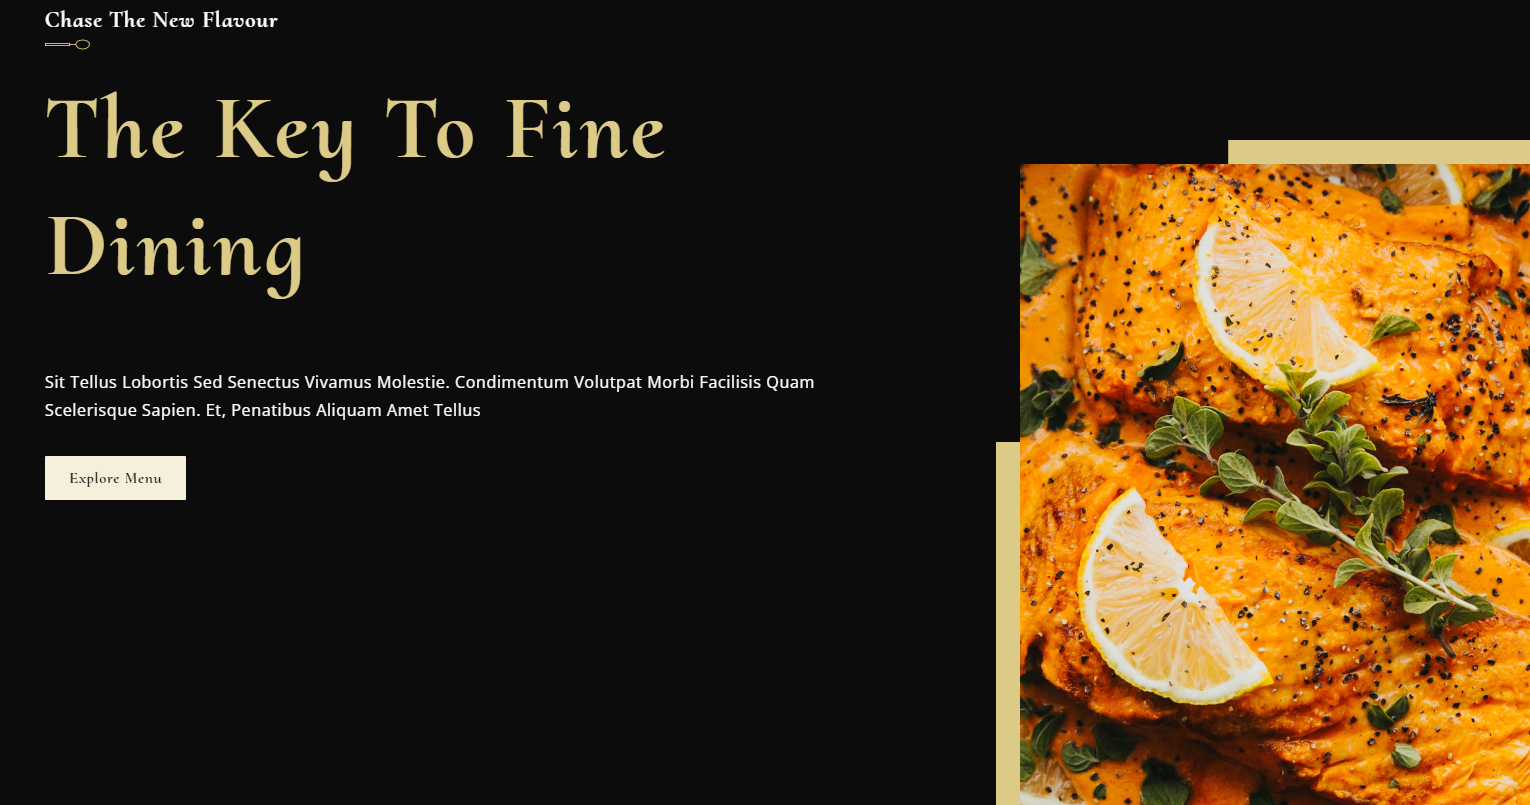 Chase The New Flavour
The Key To Fine
Dining
Sit Tellus Lobortis Sed Senectus Vivamus Molestie. Condimentum Volutpat Morbi Facilisis Quam
Scelerisque Sapien. Et, Penatibus Aliquam Amet Tellus
Explore Menu